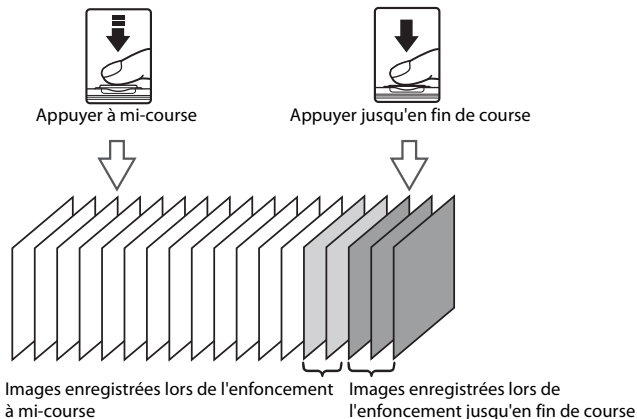 Appuyer à mi-course
Appuyer jusqu'en fin de course
Images enregistrées lors de l'enfoncement
à mi-course
Images enregistrées lors de
l'enfoncement jusqu'en fin de course